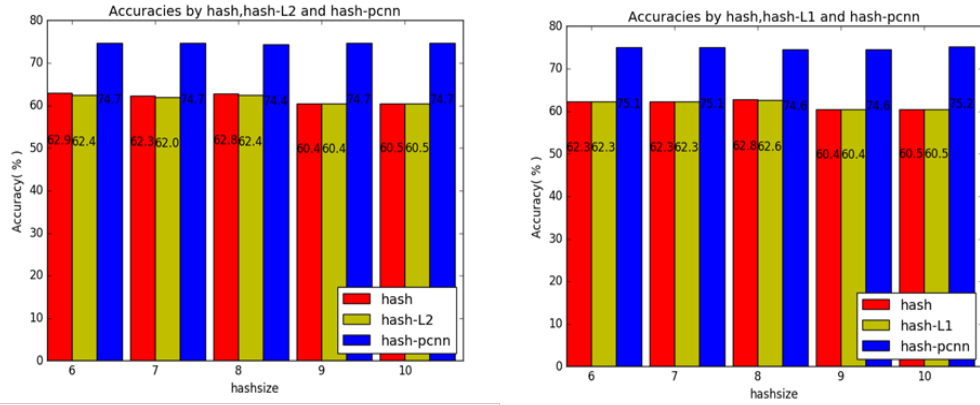 Accuracies by hash,hash-L2 and hash-pcnn
80
70
60
50
40
30
20
10
0
Accuracy( % )
62.9 62.4 74.7 62.3 62.0 74.7 62.8 62.4 74.4 60.4 60.4 74.7 60.5 60.5 74.7
hash
hash-L2
hash-pcnn
6 7 8 9 10
hashsize
Accuracies by hash,hash-L1 and hash-pcnn
80
70
60
50
40
30
20
10
0
Accuracy( % )
62.3 62.3 75.1 62.3 62.3 75.1 62.8 62.6 74.6 60.4 60.4 74.6 60.5 60.5 75.2
hash
hash-L1
hash-pcnn
6 7 8 9 10
hashsize